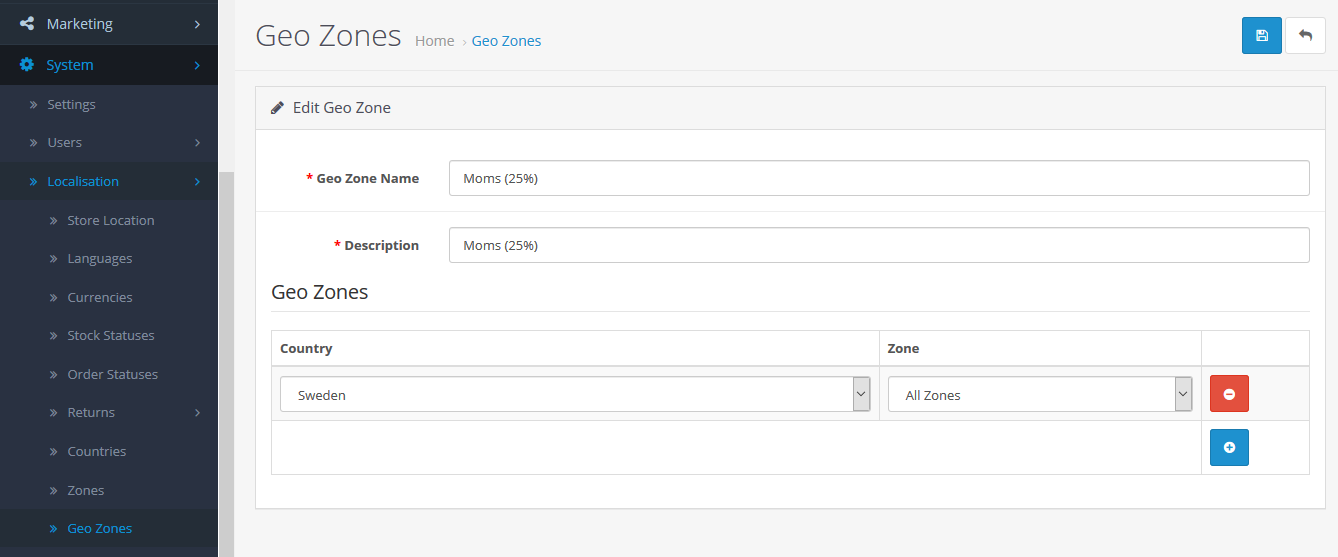 Marketing
System
Settings
Users
Localisation
Store Location
Languages
Currencies
Stock Statuses
Order Statuses
Returns
Countries
Zones
Geo Zones
Geo Zones Home › Geo Zones
Edit Geo Zone
* Geo Zone Name Moms (25%)
* Description Moms (25%)
Geo Zones
Country Zone
Sweden All Zones